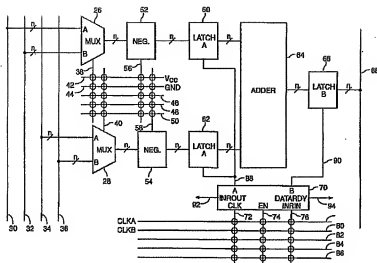 26 52 60
A n MUX n NEG. n LATCH A n 64
B n
38 56 ADDER 66
42 VCC
44 GND n LATCH B n 68
46
48
50
40 58 62
n A MUX n NEG. n LATCH A n
n B 88 90
28 54
A B 70
INROUT DATARDY
92 CLK EN INRIN 94
30 32 34 36 72 74 76
CLKA 80
CLKB 82
84
86